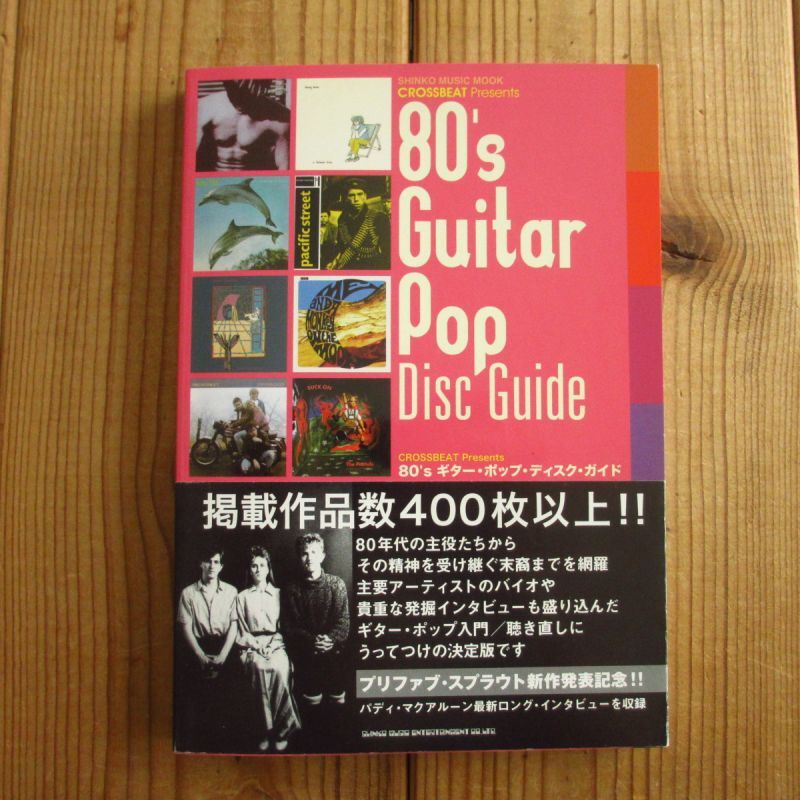 SHINKO MUSIC MOOK
CROSSBEAT Presents
80's
Guitar
Pop
Disc Guide
pacific street
SUCK ON
CROSSBEAT Presents
80's ギター・ポップ・ディスク・ガイド
掲載作品数400枚以上!!
80年代の主役たちから
その精神を受け継ぐ末裔までを網羅
主要アーティストのバイオや
貴重な発掘インタビューも盛り込んだ
ギター・ポップ入門／聴き直しに
うってつけの決定版です
プリファブ・スプラウト新作発表記念!!
パディ・マクアルーン最新ロング・インタビューを収録
SHINKO MUSIC ENTERTAINMENT CO.,LTD.